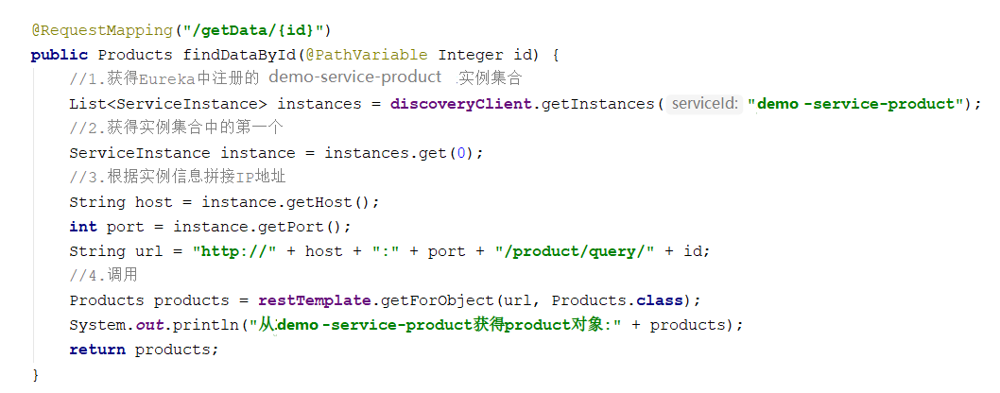 @RequestMapping("/getData/{id}")
public Products findDataById(@PathVariable Integer id) {
//1.获得Eureka中注册的 demo-service-product 实例集合
List<ServiceInstance> instances = discoveryClient.getInstances( serviceId: "demo -service-product");
//2.获得实例集合中的第一个
ServiceInstance instance = instances.get(0);
//3.根据实例信息拼接IP地址
String host = instance.getHost();
int port = instance.getPort();
String url = "http://" + host + ":" + port + "/product/query/" + id;
//4.调用
Products products = restTemplate.getForObject(url, Products.class);
System.out.println("从demo -service-product获得product对象:" + products);
return products;
}